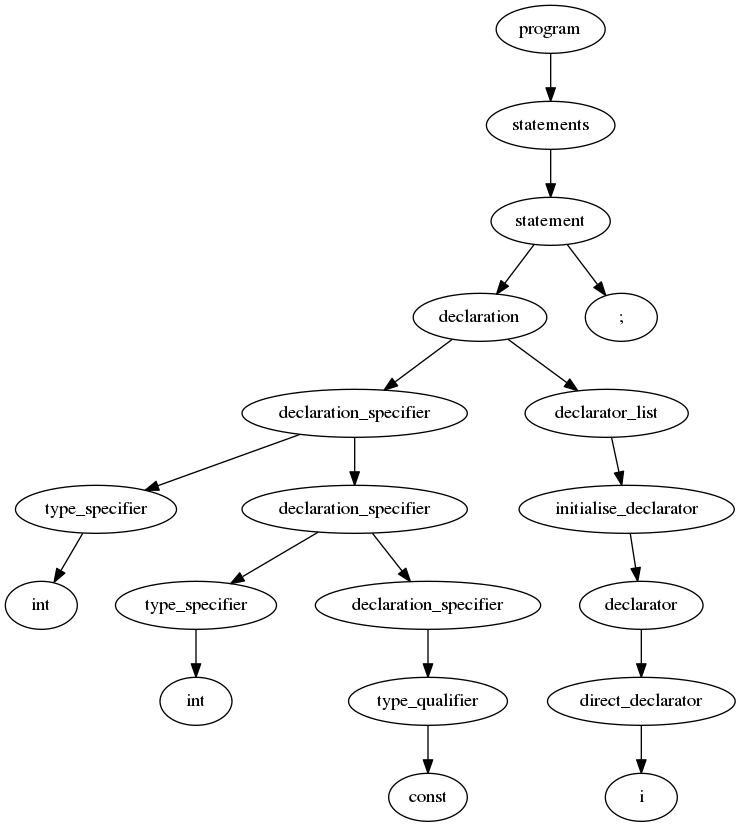 program
statements
statement
declaration
;
declaration_specifier
declarator_list
type_specifier
declaration_specifier
initialise_declarator
int
type_specifier
declaration_specifier
declarator
int
type_qualifier
direct_declarator
const
i